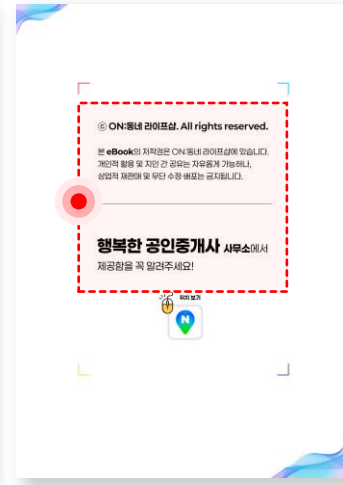 ⓒ ON:동네 라이프샵. All rights reserved.
본 eBook의 저작권은 ON:동네 라이프샵에 있습니다.
개인적 활용 및 지인 간 공유는 자유롭게 가능하나,
상업적 재판매 및 무단 수정·배포는 금지됩니다.
행복한 공인중개사 사무소에서
제공함을 꼭 알려주세요!
위치 보기
N